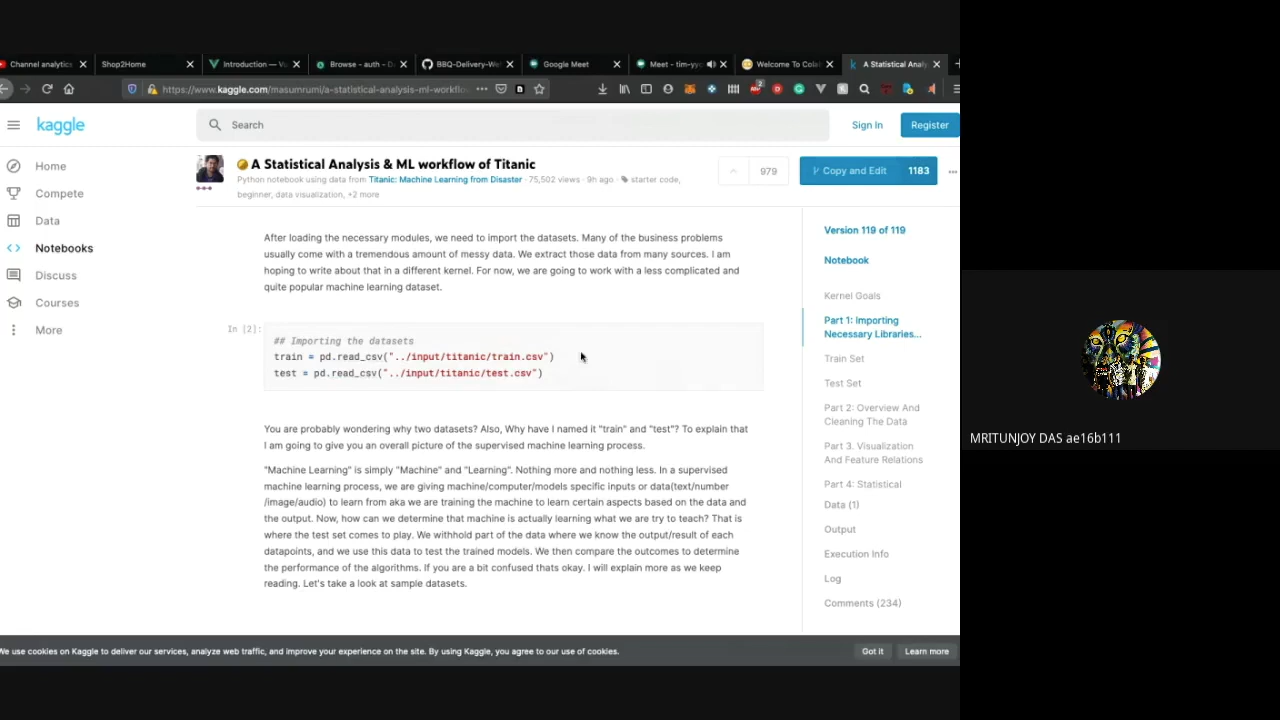 Channel analytics
Shop2Home
Introduction — Vu
Browse - auth - D
BBQ-Delivery-We
Google Meet
Meet - tim-yyc
Welcome To Colab
A Statistical Analy
https://www.kaggle.com/masumrumi/a-statistical-analysis-ml-workflow
kaggle
Search
Sign In
Register
Home
Compete
Data
Notebooks
Discuss
Courses
More
A Statistical Analysis & ML workflow of Titanic
Python notebook using data from Titanic: Machine Learning from Disaster · 75,502 views · 9h ago · starter code,
beginner, data visualization, +2 more
979
Copy and Edit 1183
After loading the necessary modules, we need to import the datasets. Many of the business problems
usually come with a tremendous amount of messy data. We extract those data from many sources. I am
hoping to write about that in a different kernel. For now, we are going to work with a less complicated and
quite popular machine learning dataset.
In [2]:
## Importing the datasets
train = pd.read_csv("../input/titanic/train.csv")
test = pd.read_csv("../input/titanic/test.csv")
You are probably wondering why two datasets? Also, Why have I named it "train" and "test"? To explain that
I am going to give you an overall picture of the supervised machine learning process.
"Machine Learning" is simply "Machine" and "Learning". Nothing more and nothing less. In a supervised
machine learning process, we are giving machine/computer/models specific inputs or data(text/number
/image/audio) to learn from aka we are training the machine to learn certain aspects based on the data and
the output. Now, how can we determine that machine is actually learning what we are try to teach? That is
where the test set comes to play. We withhold part of the data where we know the output/result of each
datapoints, and we use this data to test the trained models. We then compare the outcomes to determine
the performance of the algorithms. If you are a bit confused thats okay. I will explain more as we keep
reading. Let's take a look at sample datasets.
Version 119 of 119
Notebook
Kernel Goals
Part 1: Importing
Necessary Libraries...
Train Set
Test Set
Part 2: Overview And
Cleaning The Data
Part 3. Visualization
And Feature Relations
Part 4: Statistical
Data (1)
Output
Execution Info
Log
Comments (234)
We use cookies on Kaggle to deliver our services, analyze web traffic, and improve your experience on the site. By using Kaggle, you agree to our use of cookies.
Got it
Learn more
MRITUNJOY DAS ae16b111